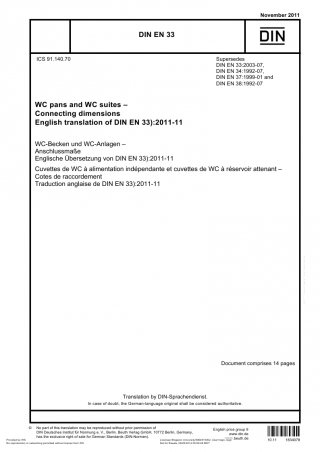 November 2011
DIN EN 33
DIN
ICS 91.140.70
Supersedes
DIN EN 33:2003-07,
DIN EN 34:1992-07,
DIN EN 37:1999-01 and
DIN EN 38:1992-07
WC pans and WC suites –
Connecting dimensions
English translation of DIN EN 33):2011-11
WC-Becken und WC-Anlagen –
Anschlussmaße
Englische Übersetzung von DIN EN 33):2011-11
Cuvettes de WC à alimentation indépendante et cuvettes de WC à réservoir attenant –
Cotes de raccordement
Traduction anglaise de DIN EN 33):2011-11
Document comprises 14 pages
Translation by DIN-Sprachendienst.
In case of doubt, the German-language original shall be considered authoritative.
© No part of this translation may be reproduced without prior permission of
DIN Deutsches Institut für Normung e. V., Berlin. Beuth Verlag GmbH, 10772 Berlin, Germany,
has the exclusive right of sale for German Standards (DIN-Normen).
English price group 9
www.din.de
www.beuth.de